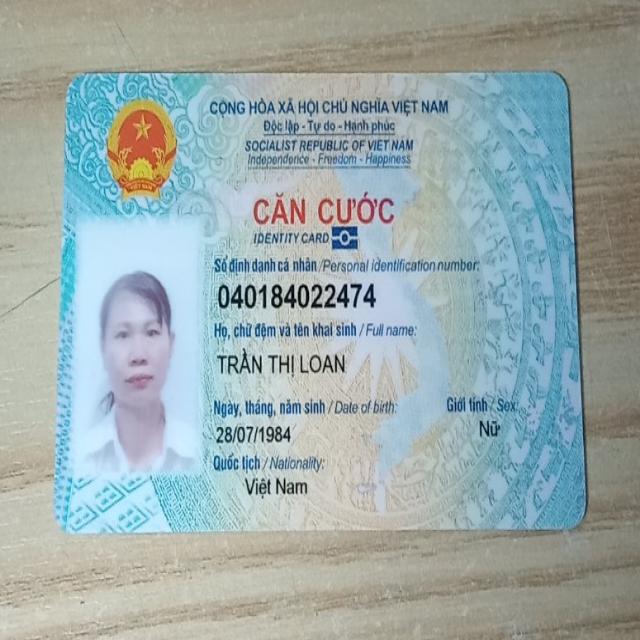 CỘNG HÒA XÃ HỘI CHỦ NGHĨA VIỆT NAM
Độc lập - Tự do - Hạnh phúc
SOCIALIST REPUBLIC OF VIET NAM
Independence - Freedom - Happiness
VIỆT NAM
CĂN CƯỚC
IDENTITY CARD
Số định danh cá nhân / Personal identification number:
040184022474
Họ, chữ đệm và tên khai sinh / Full name:
TRẦN THỊ LOAN
Ngày, tháng, năm sinh / Date of birth:
28/07/1984
Giới tính / Sex:
Nữ
Quốc tịch / Nationality:
Việt Nam